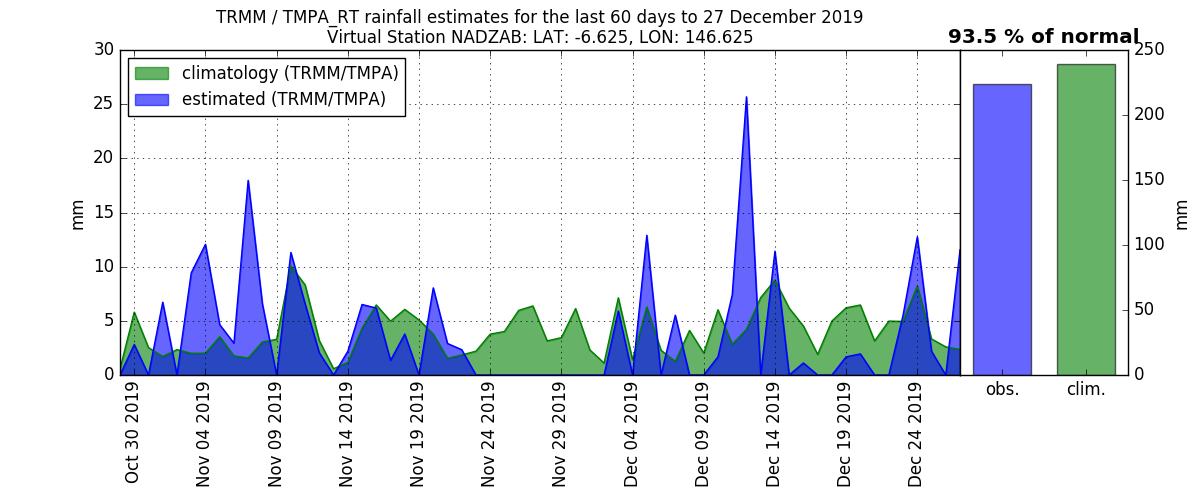 TRMM / TMPA_RT rainfall estimates for the last 60 days to 27 December 2019
Virtual Station NADZAB: LAT: -6.625, LON: 146.625
93.5 % of normal
climatology (TRMM/TMPA)
estimated (TRMM/TMPA)
30
25
20
15
10
5
0
mm
Oct 30 2019
Nov 04 2019
Nov 09 2019
Nov 14 2019
Nov 19 2019
Nov 24 2019
Nov 29 2019
Dec 04 2019
Dec 09 2019
Dec 14 2019
Dec 19 2019
Dec 24 2019
obs.
clim.
250
200
150
100
50
0
mm